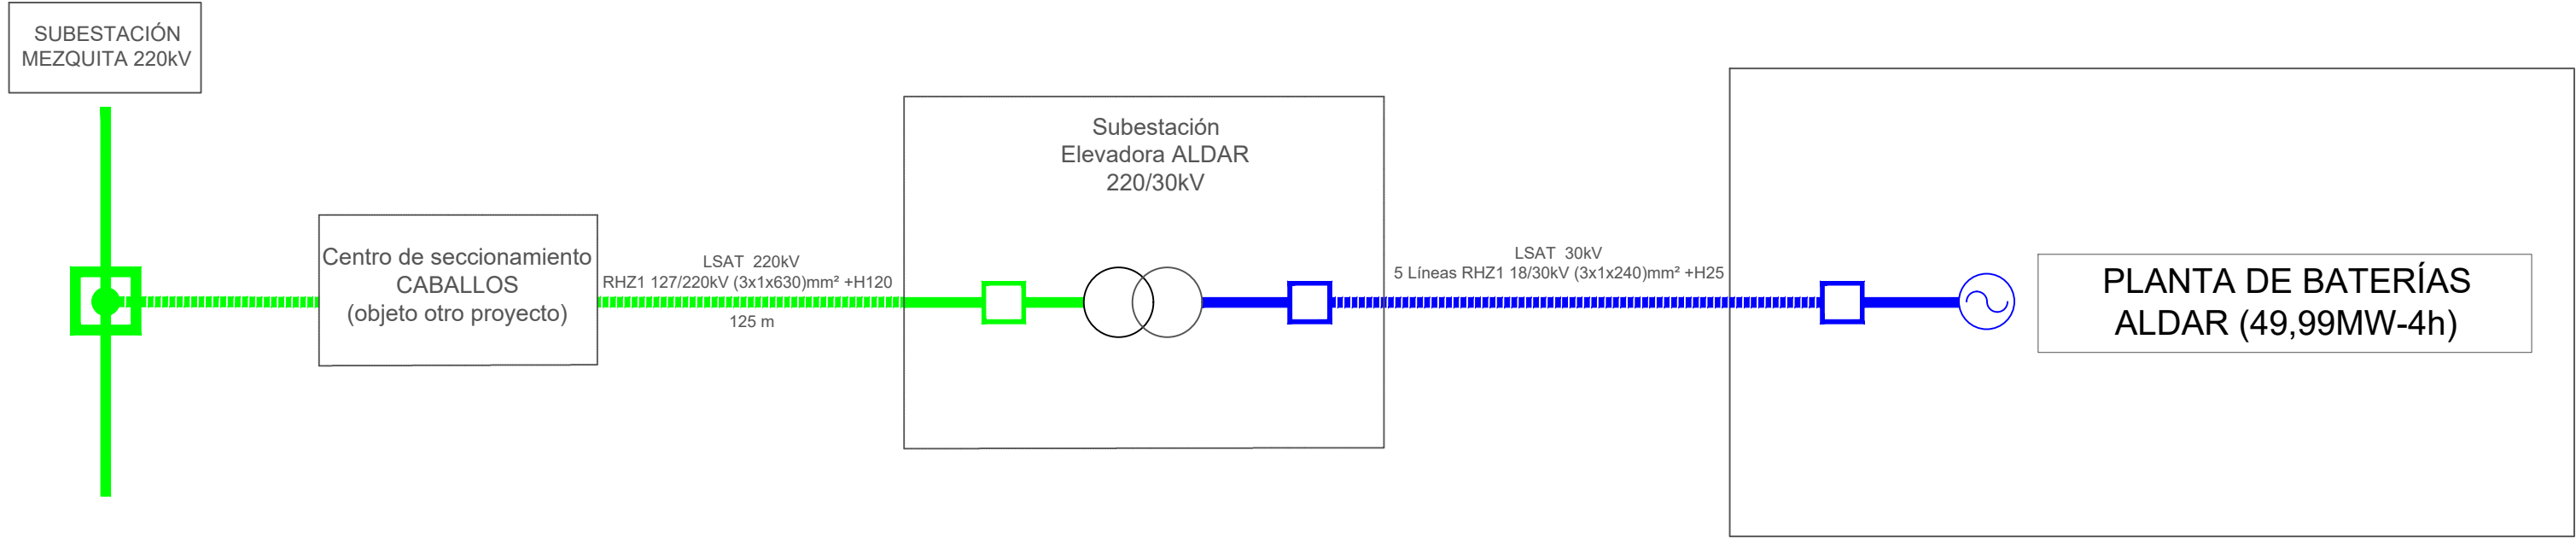 SUBESTACIÓN
MEZQUITA 220kV
Centro de seccionamiento
CABALLOS
(objeto otro proyecto)
LSAT 220kV
RHZ1 127/220kV (3x1x630)mm² +H120
125 m
Subestación
Elevadora ALDAR
220/30kV
LSAT 30kV
5 Líneas RHZ1 18/30kV (3x1x240)mm² +H25
PLANTA DE BATERÍAS
ALDAR (49,99MW-4h)